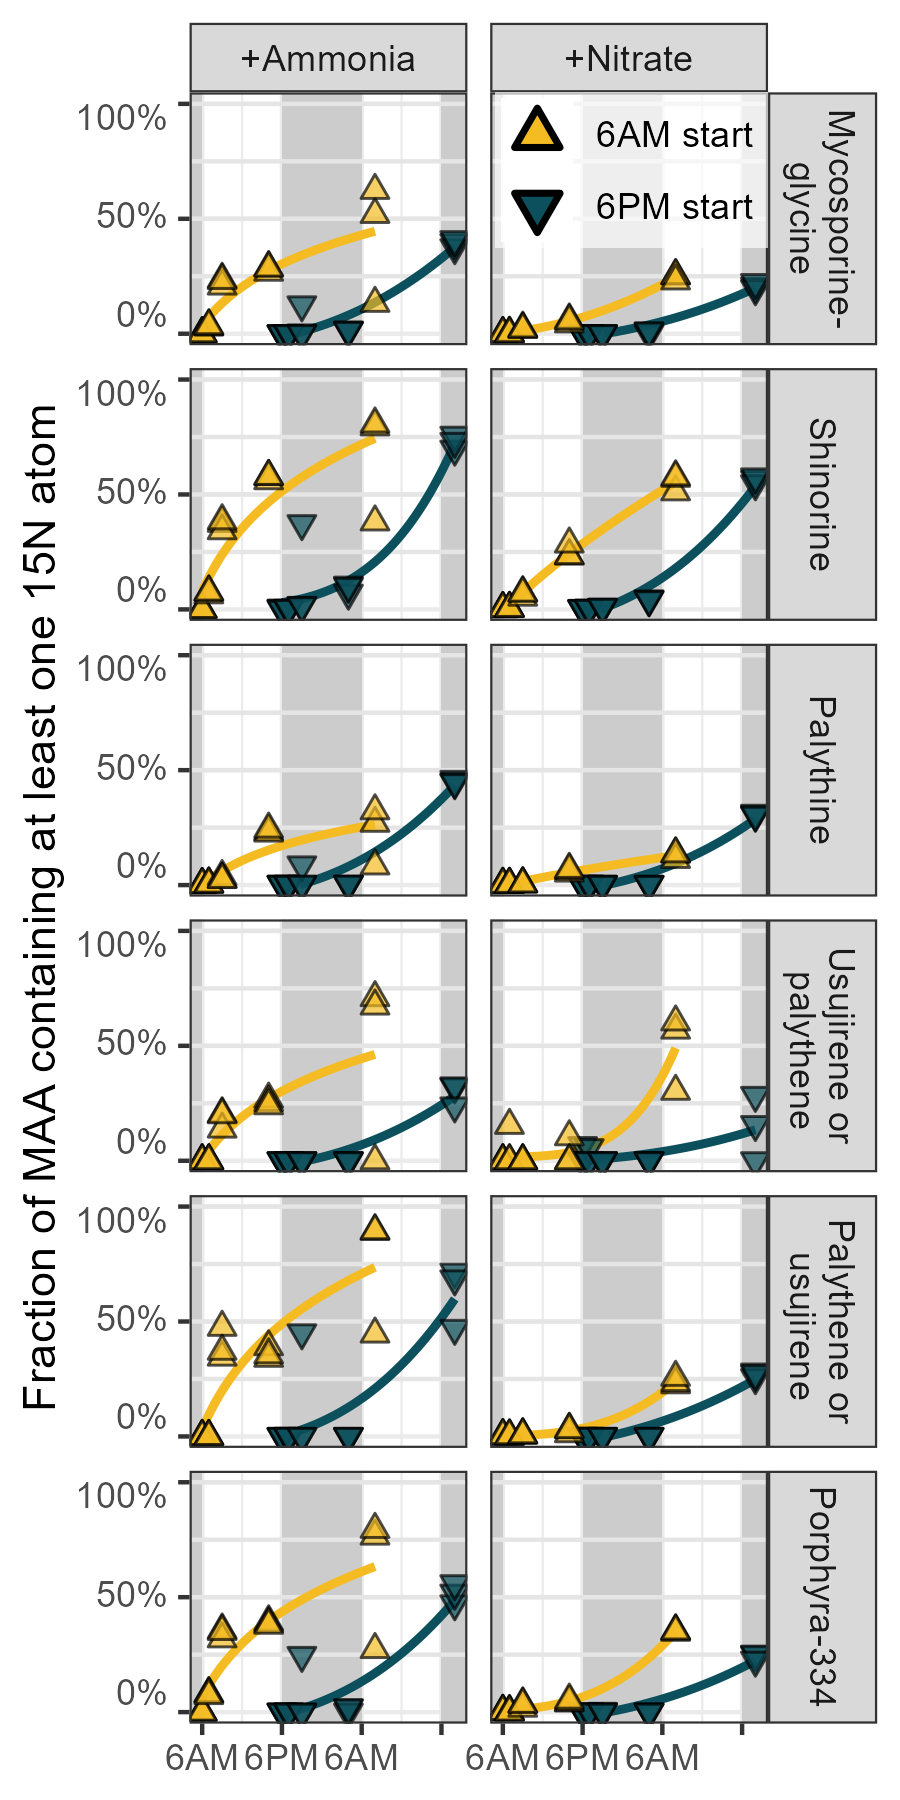 +Ammonia
+Nitrate
6AM start
6PM start
Fraction of MAA containing at least one 15N atom
100%
50%
0%
Mycosporine-
glycine
100%
50%
0%
Shinorine
100%
50%
0%
Palythine
100%
50%
0%
Usujirene or
palythene
100%
50%
0%
Palythene or
usujirene
100%
50%
0%
Porphyra-334
6AM 6PM 6AM
6AM 6PM 6AM